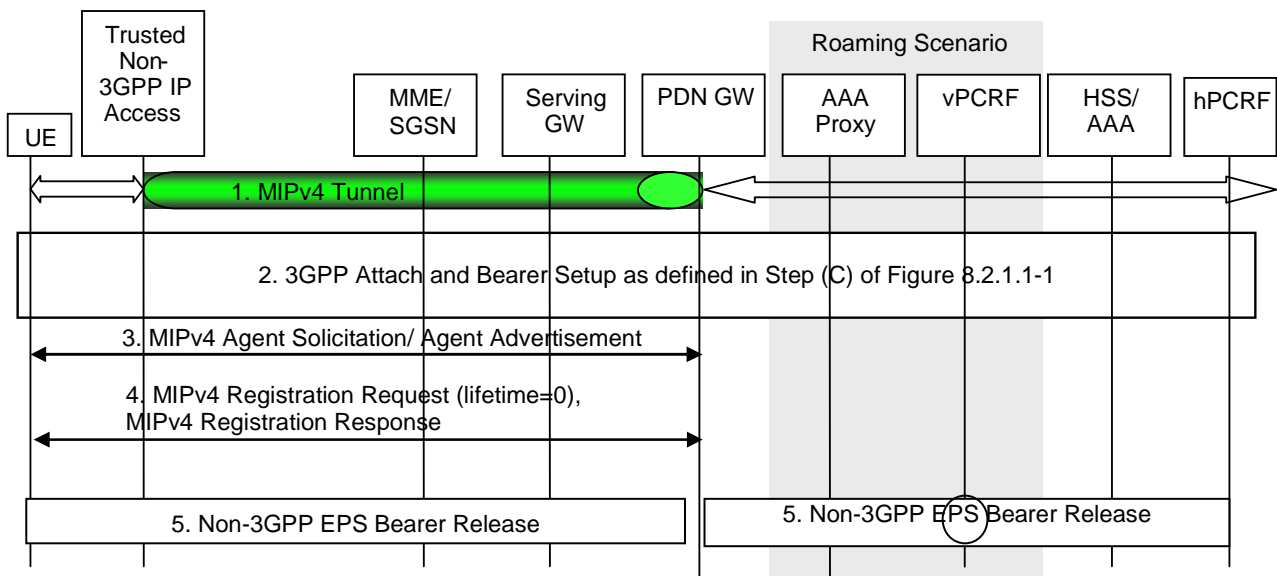 Roaming Scenario
UE
Trusted
Non-
3GPP IP
Access
MME/
SGSN
Serving
GW
PDN GW
AAA
Proxy
vPCRF
HSS/
AAA
hPCRF
1. MIPv4 Tunnel
2. 3GPP Attach and Bearer Setup as defined in Step (C) of Figure 8.2.1.1-1
3. MIPv4 Agent Solicitation/ Agent Advertisement
4. MIPv4 Registration Request (lifetime=0),
MIPv4 Registration Response
5. Non-3GPP EPS Bearer Release
5. Non-3GPP EPS Bearer Release